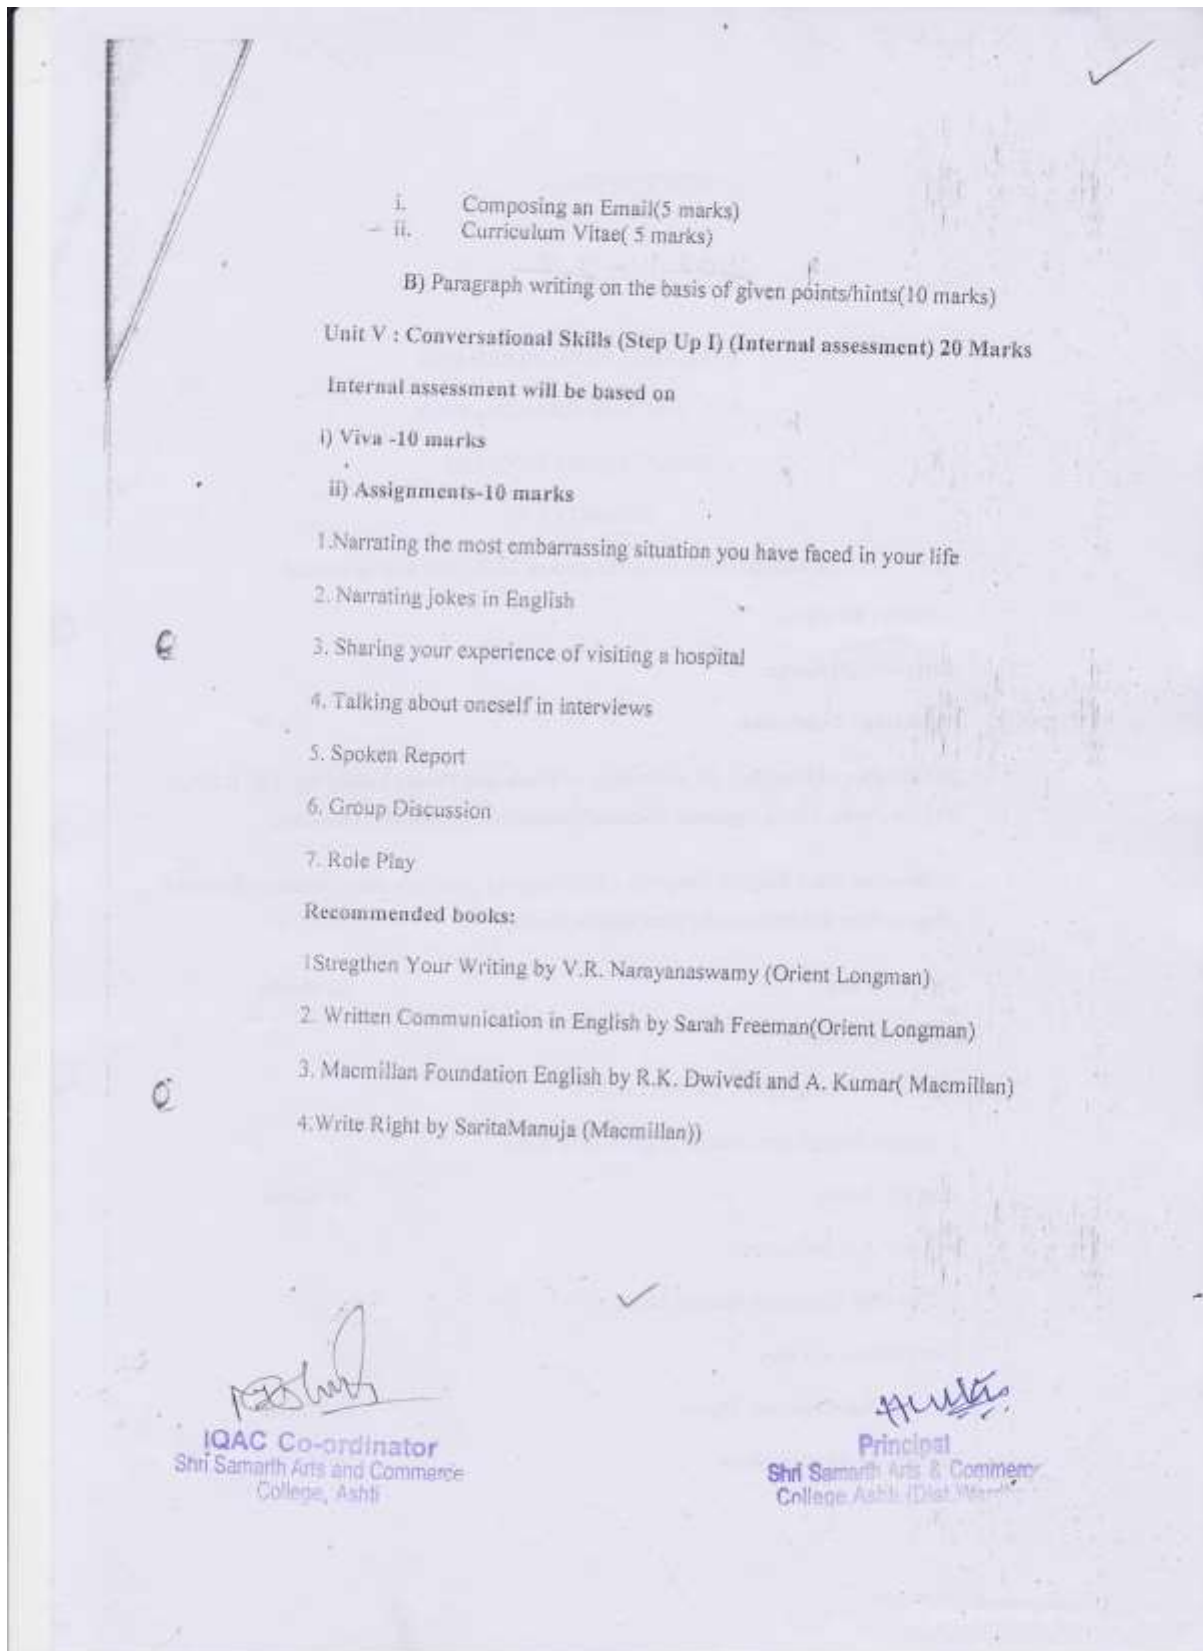 i. Composing an Email(5 marks)
ii. Curriculum Vitae( 5 marks)
B) Paragraph writing on the basis of given points/hints(10 marks)
Unit V : Conversational Skills (Step Up I) (Internal assessment) 20 Marks
Internal assessment will be based on
i) Viva -10 marks
ii) Assignments-10 marks
1.Narrating the most embarrassing situation you have faced in your life
2. Narrating jokes in English
3. Sharing your experience of visiting a hospital
4. Talking about oneself in interviews
5. Spoken Report
6. Group Discussion
7. Role Play
Recommended books:
1Stregthen Your Writing by V.R. Narayanaswamy (Orient Longman)
2. Written Communication in English by Sarah Freeman(Orient Longman)
3. Macmillan Foundation English by R.K. Dwivedi and A. Kumar( Macmillan)
4.Write Right by SaritaManuja (Macmillan))
IQAC Co-ordinator
Shri Samarth Arts and Commerce
College, Ashti
Principal
Shri Samarth Arts & Commerce
College Ashti (Dist.